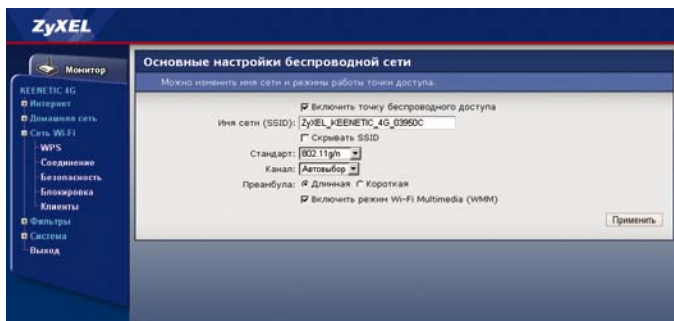 ZyXEL
Монитор
KEENETIC 4G
Интернет
Домашняя сеть
Сеть Wi-Fi
WPS
Соединение
Безопасность
Блокировка
Клиенты
Фильтры
Система
Выход
Основные настройки беспроводной сети
Можно изменить имя сети и режимы работы точки доступа.
Включить точку беспроводного доступа
Имя сети (SSID): ZyXEL_KEENETIC_4G_03950C
Скрывать SSID
Стандарт: 802.11g/n
Канал: Автовыбор
Преамбула: Длинная Короткая
Включить режим Wi-Fi Multimedia (WMM)
Применить